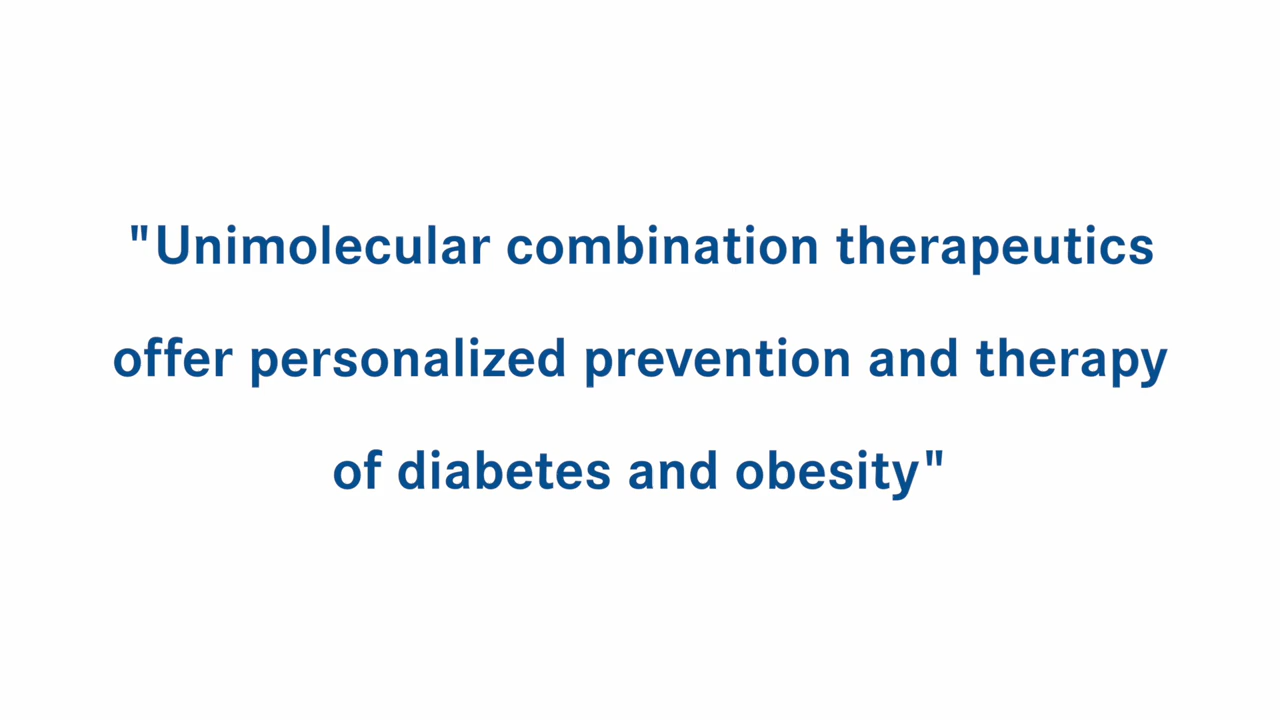 "Unimolecular combination therapeutics
offer personalized prevention and therapy
of diabetes and obesity"